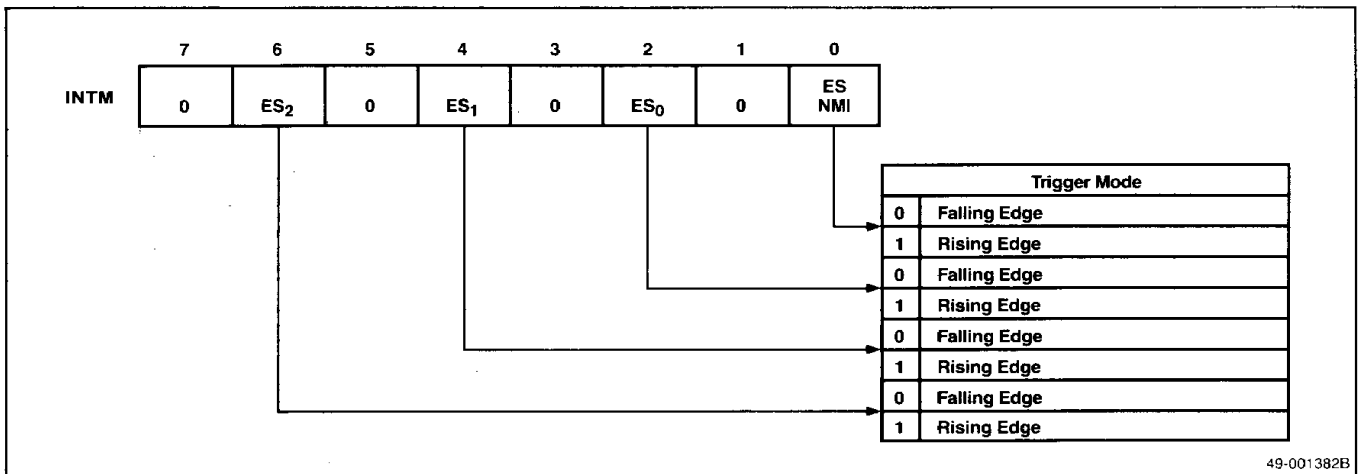 7 6 5 4 3 2 1 0
INTM 0 ES2 0 ES1 0 ES0 0 ES NMI
Trigger Mode
0 Falling Edge
1 Rising Edge
0 Falling Edge
1 Rising Edge
0 Falling Edge
1 Rising Edge
0 Falling Edge
1 Rising Edge
49-001382B